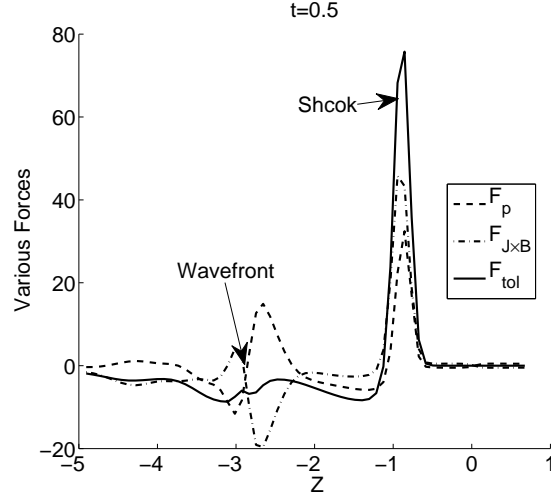 t=0.5
80
60
40
20
0
−20
−5
−4
−3
−2
−1
0
1
Z
Various Forces
Shcok
Wavefront
F_p
F_J×B
F_tol